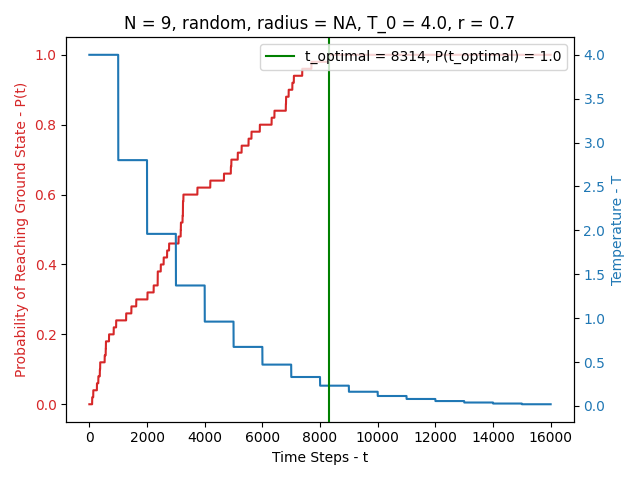 N = 9, random, radius = NA, T_0 = 4.0, r = 0.7
t_optimal = 8314, P(t_optimal) = 1.0
Probability of Reaching Ground State - P(t)
1.0
0.8
0.6
0.4
0.2
0.0
4.0
3.5
3.0
2.5
2.0
1.5
1.0
0.5
0.0
Temperature - T
0 2000 4000 6000 8000 10000 12000 14000 16000
Time Steps - t